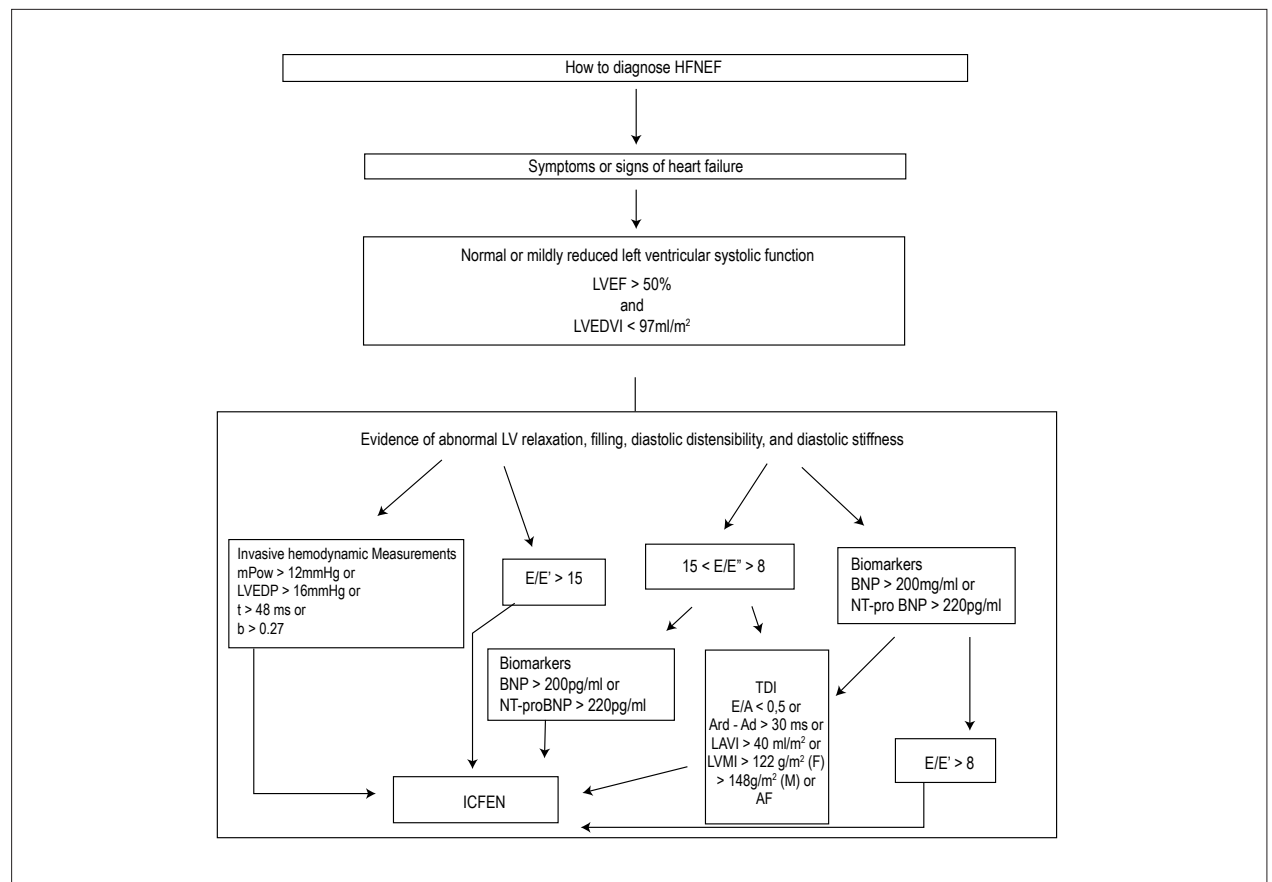 How to diagnose HFNEF
Symptoms or signs of heart failure
Normal or mildly reduced left ventricular systolic function
LVEF > 50%
and
LVEDVI < 97ml/m²
Evidence of abnormal LV relaxation, filling, diastolic distensibility, and diastolic stiffness
Invasive hemodynamic Measurements
mPow > 12mmHg or
LVEDP > 16mmHg or
t > 48 ms or
b > 0.27
E/E' > 15
15 < E/E" > 8
Biomarkers
BNP > 200mg/ml or
NT-pro BNP > 220pg/ml
Biomarkers
BNP > 200pg/ml or
NT-proBNP > 220pg/ml
TDI
E/A < 0,5 or
Ard - Ad > 30 ms or
LAVI > 40 ml/m² or
LVMI > 122 g/m² (F)
> 148g/m² (M) or
AF
E/E' > 8
ICFEN